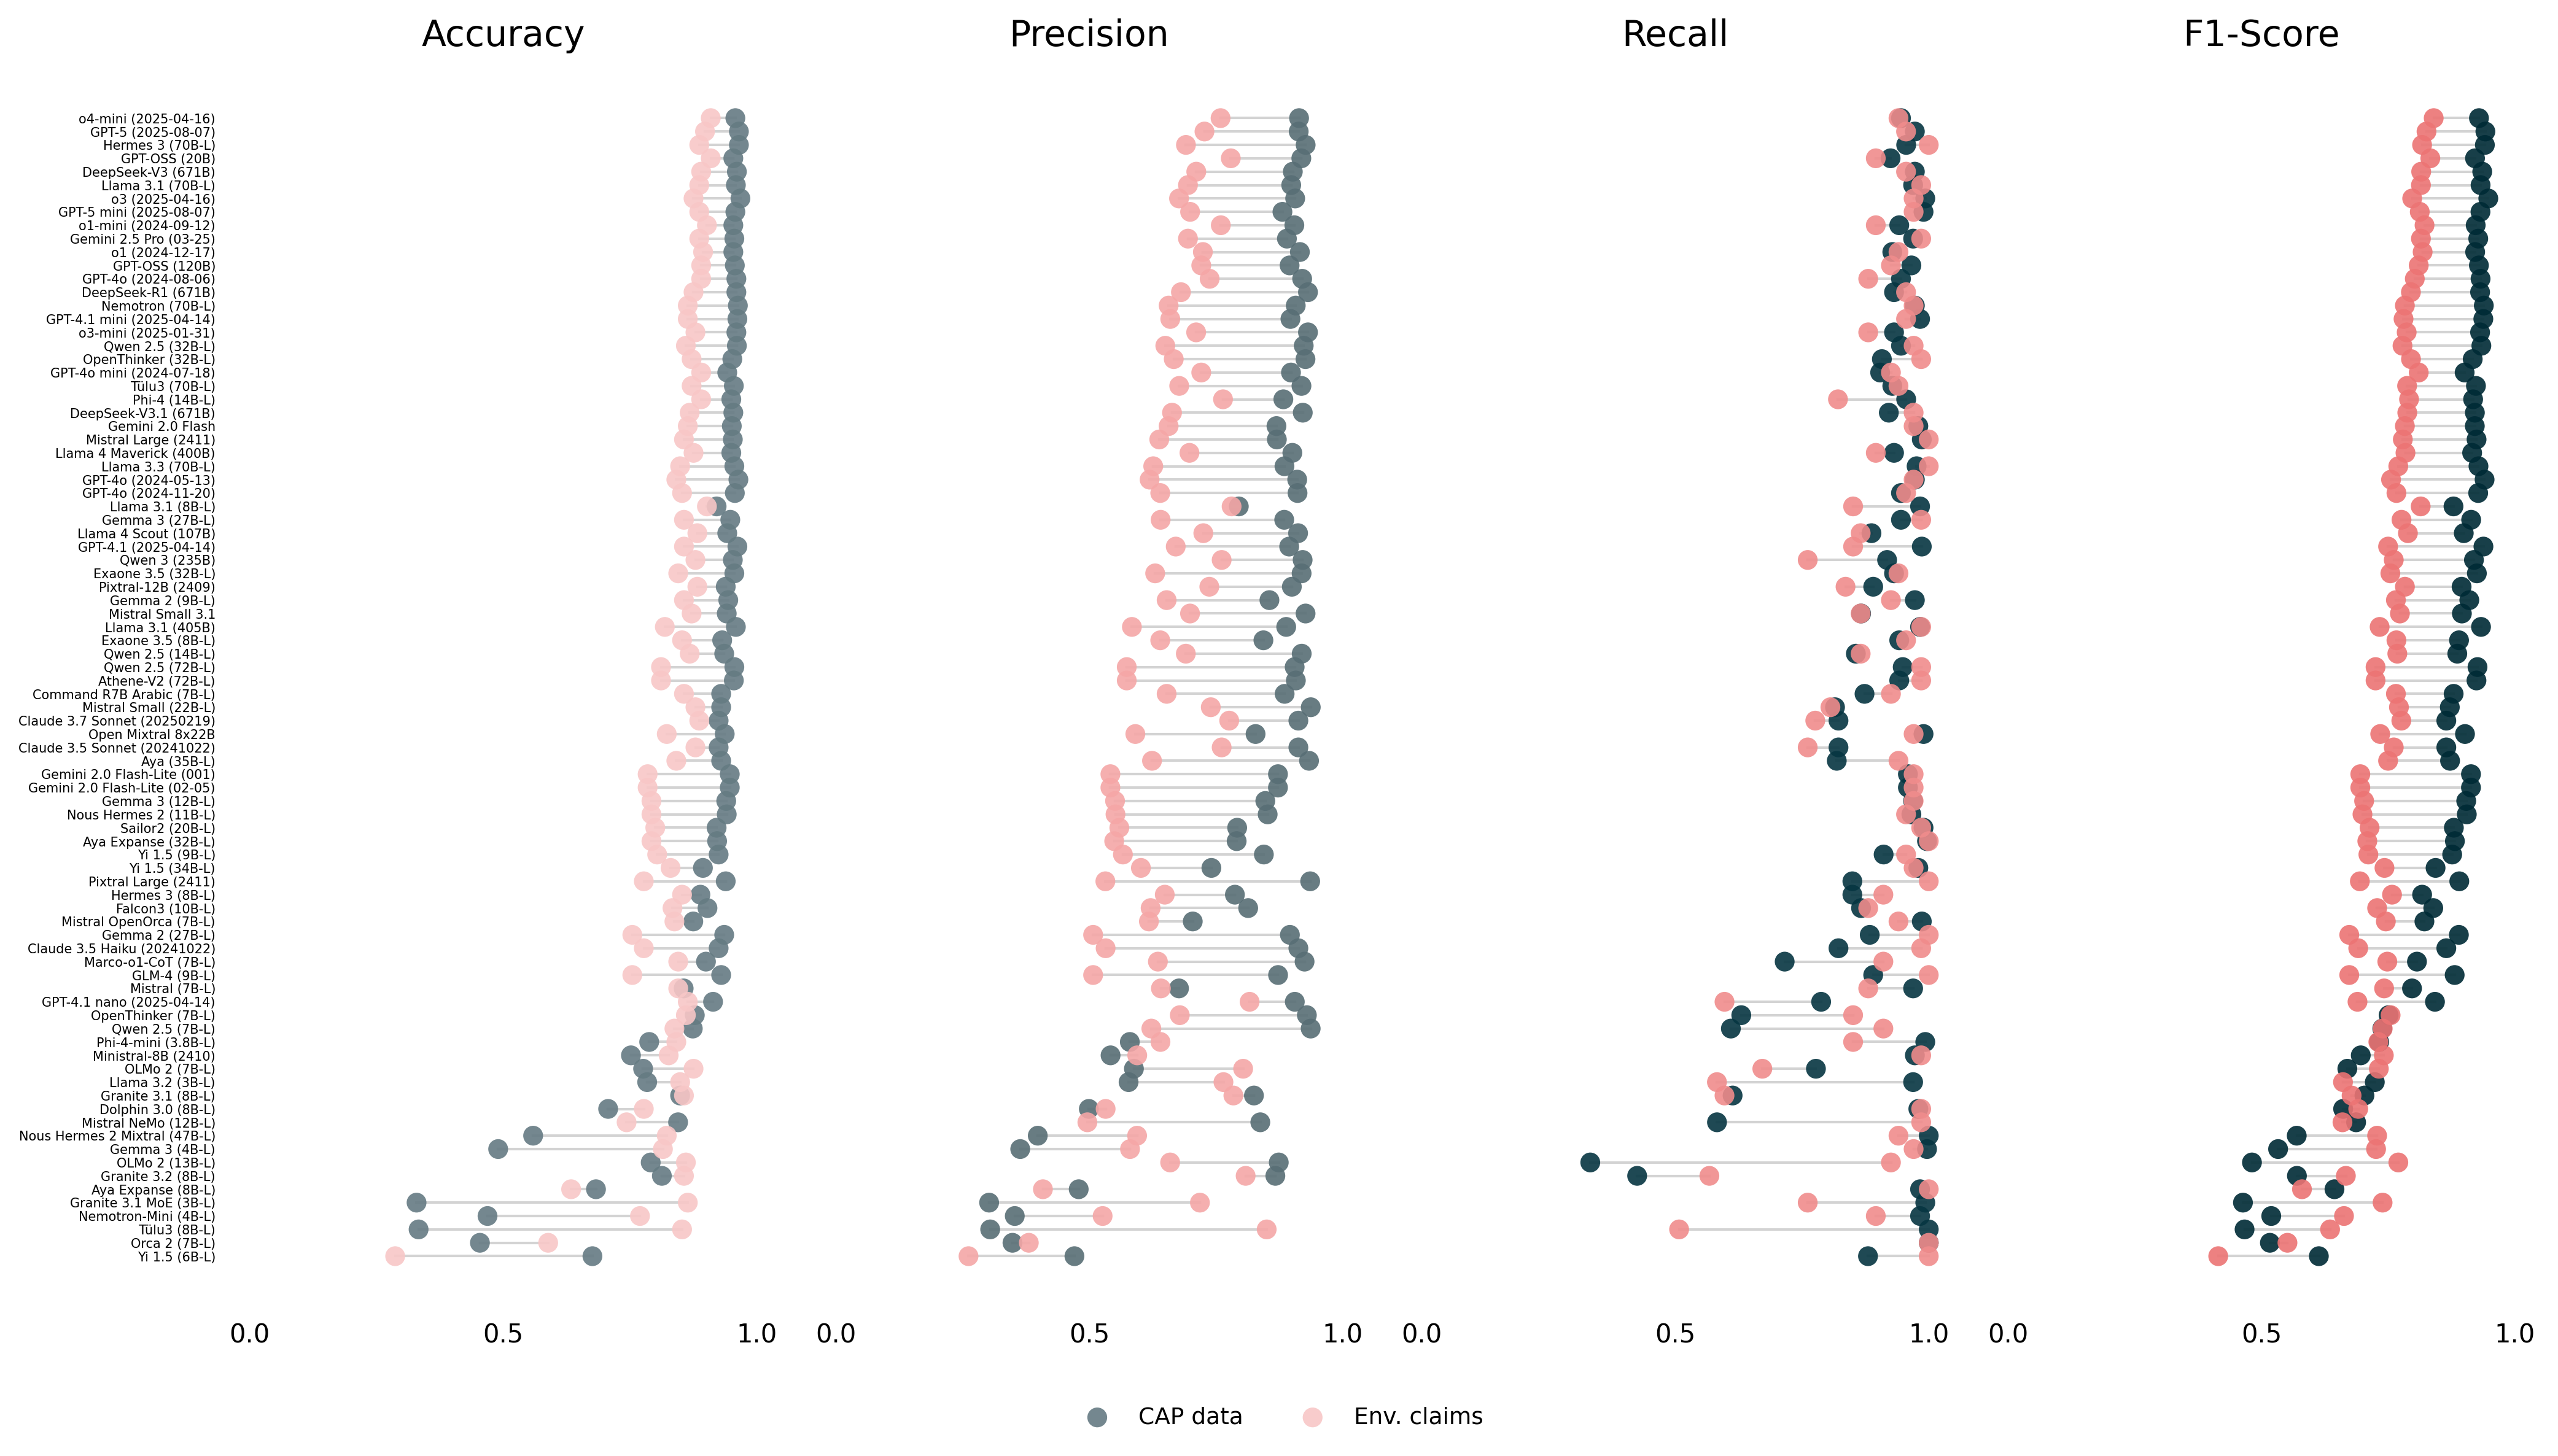 Accuracy
Precision
Recall
F1-Score
o4-mini (2025-04-16)
GPT-5 (2025-08-07)
Hermes 3 (70B-L)
GPT-OSS (20B)
DeepSeek-V3 (671B)
Llama 3.1 (70B-L)
o3 (2025-04-16)
GPT-5 mini (2025-08-07)
o1-mini (2024-09-12)
Gemini 2.5 Pro (03-25)
o1 (2024-12-17)
GPT-OSS (120B)
GPT-4o (2024-08-06)
DeepSeek-R1 (671B)
Nemotron (70B-L)
GPT-4.1 mini (2025-04-14)
o3-mini (2025-01-31)
Qwen 2.5 (32B-L)
OpenThinker (32B-L)
GPT-4o mini (2024-07-18)
Tülu3 (70B-L)
Phi-4 (14B-L)
DeepSeek-V3.1 (671B)
Gemini 2.0 Flash
Mistral Large (2411)
Llama 4 Maverick (400B)
Llama 3.3 (70B-L)
GPT-4o (2024-05-13)
GPT-4o (2024-11-20)
Llama 3.1 (8B-L)
Gemma 3 (27B-L)
Llama 4 Scout (107B)
GPT-4.1 (2025-04-14)
Qwen 3 (235B)
Exaone 3.5 (32B-L)
Pixtral-12B (2409)
Gemma 2 (9B-L)
Mistral Small 3.1
Llama 3.1 (405B)
Exaone 3.5 (8B-L)
Qwen 2.5 (14B-L)
Qwen 2.5 (72B-L)
Athene-V2 (72B-L)
Command R7B Arabic (7B-L)
Mistral Small (22B-L)
Claude 3.7 Sonnet (20250219)
Open Mixtral 8x22B
Claude 3.5 Sonnet (20241022)
Aya (35B-L)
Gemini 2.0 Flash-Lite (001)
Gemini 2.0 Flash-Lite (02-05)
Gemma 3 (12B-L)
Nous Hermes 2 (11B-L)
Sailor2 (20B-L)
Aya Expanse (32B-L)
Yi 1.5 (9B-L)
Yi 1.5 (34B-L)
Pixtral Large (2411)
Hermes 3 (8B-L)
Falcon3 (10B-L)
Mistral OpenOrca (7B-L)
Gemma 2 (27B-L)
Claude 3.5 Haiku (20241022)
Marco-o1-CoT (7B-L)
GLM-4 (9B-L)
Mistral (7B-L)
GPT-4.1 nano (2025-04-14)
OpenThinker (7B-L)
Qwen 2.5 (7B-L)
Phi-4-mini (3.8B-L)
Ministral-8B (2410)
OLMo 2 (7B-L)
Llama 3.2 (3B-L)
Granite 3.1 (8B-L)
Dolphin 3.0 (8B-L)
Mistral NeMo (12B-L)
Nous Hermes 2 Mixtral (47B-L)
Gemma 3 (4B-L)
OLMo 2 (13B-L)
Granite 3.2 (8B-L)
Aya Expanse (8B-L)
Granite 3.1 MoE (3B-L)
Nemotron-Mini (4B-L)
Tülu3 (8B-L)
Orca 2 (7B-L)
Yi 1.5 (6B-L)
0.0 0.5 1.0 0.0 0.5 1.0 0.0 0.5 1.0 0.0 0.5 1.0
CAP data Env. claims